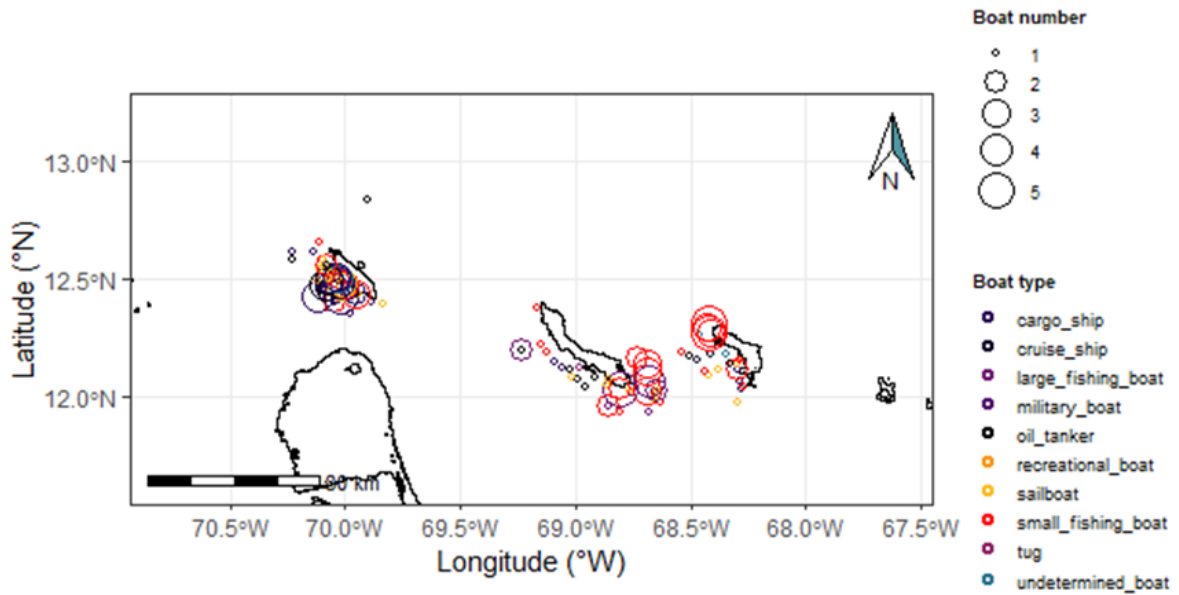 Boat number
1
2
3
4
5
N
13.0°N
12.5°N
12.0°N
Latitude (°N)
km
70.5°W 70.0°W 69.5°W 69.0°W 68.5°W 68.0°W 67.5°W
Longitude (°W)
Boat type
cargo_ship
cruise_ship
large_fishing_boat
military_boat
oil_tanker
recreational_boat
sailboat
small_fishing_boat
tug
undetermined_boat